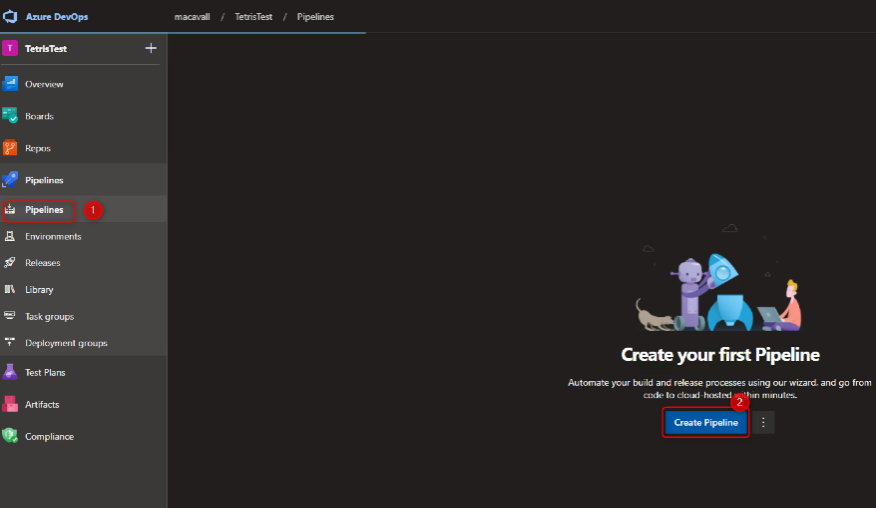 Azure DevOps
macavall / TetrisTest / Pipelines
T TetrisTest +
Overview
Boards
Repos
Pipelines
Pipelines 1
Environments
Releases
Library
Task groups
Deployment groups
Test Plans
Artifacts
Compliance
Create your first Pipeline
Automate your build and release processes using our wizard, and go from
code to cloud-hosted within minutes.
2
Create Pipeline